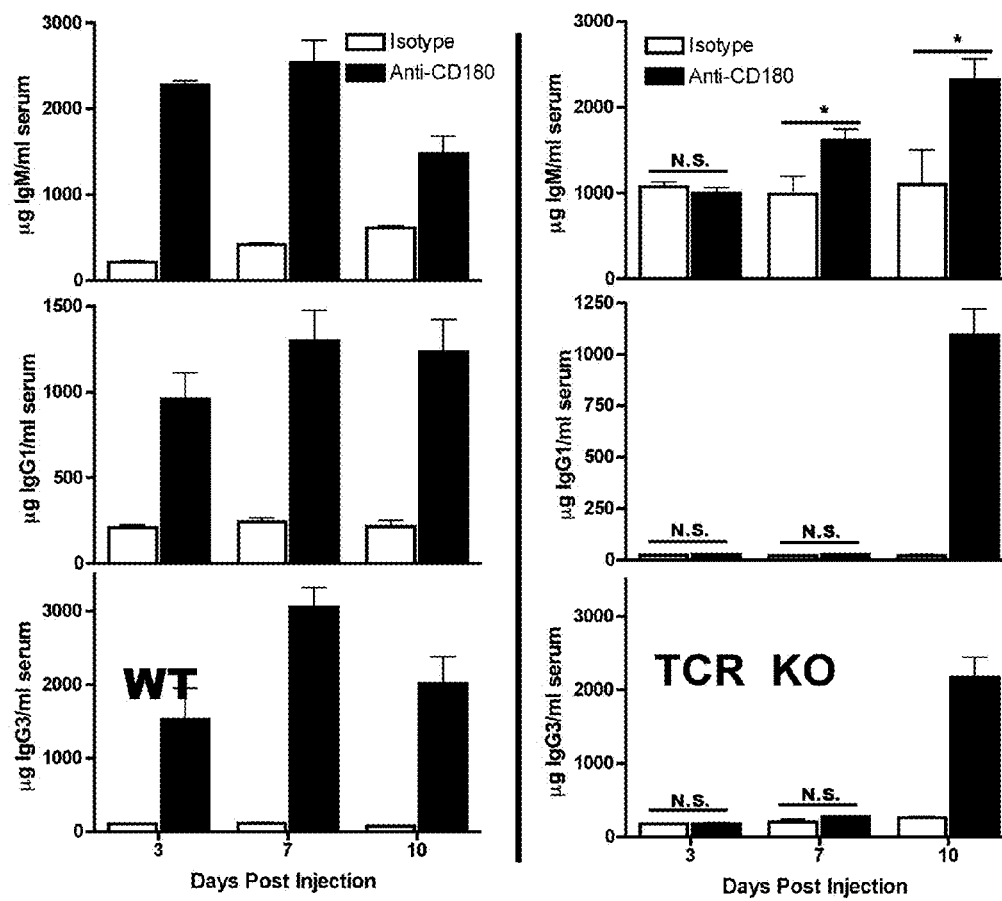 3000
2000
1000
0
µg IgM/ml serum
Isotype
Anti-CD180
1500
1000
500
0
µg IgG1/ml serum
3000
2000
1000
0
µg IgG3/ml serum
WT
3
7
10
Days Post Injection
3000
2000
1000
0
µg IgM/ml serum
Isotype
Anti-CD180
N.S.
*
*
1250
1000
750
500
250
0
µg IgG1/ml serum
N.S.
N.S.
3000
2000
1000
0
µg IgG3/ml serum
TCR KO
N.S.
N.S.
3
7
10
Days Post Injection